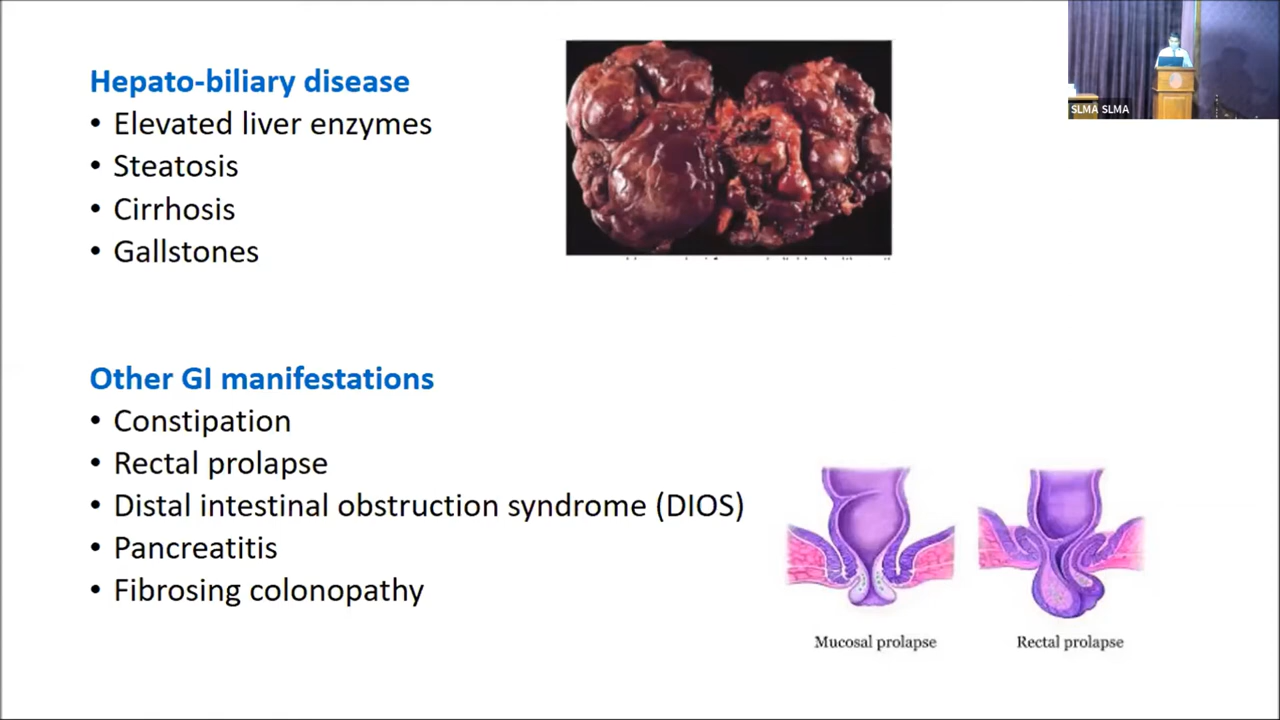 Hepato-biliary disease
• Elevated liver enzymes
• Steatosis
• Cirrhosis
• Gallstones
SLMA SLMA
Other GI manifestations
• Constipation
• Rectal prolapse
• Distal intestinal obstruction syndrome (DIOS)
• Pancreatitis
• Fibrosing colonopathy
Mucosal prolapse
Rectal prolapse